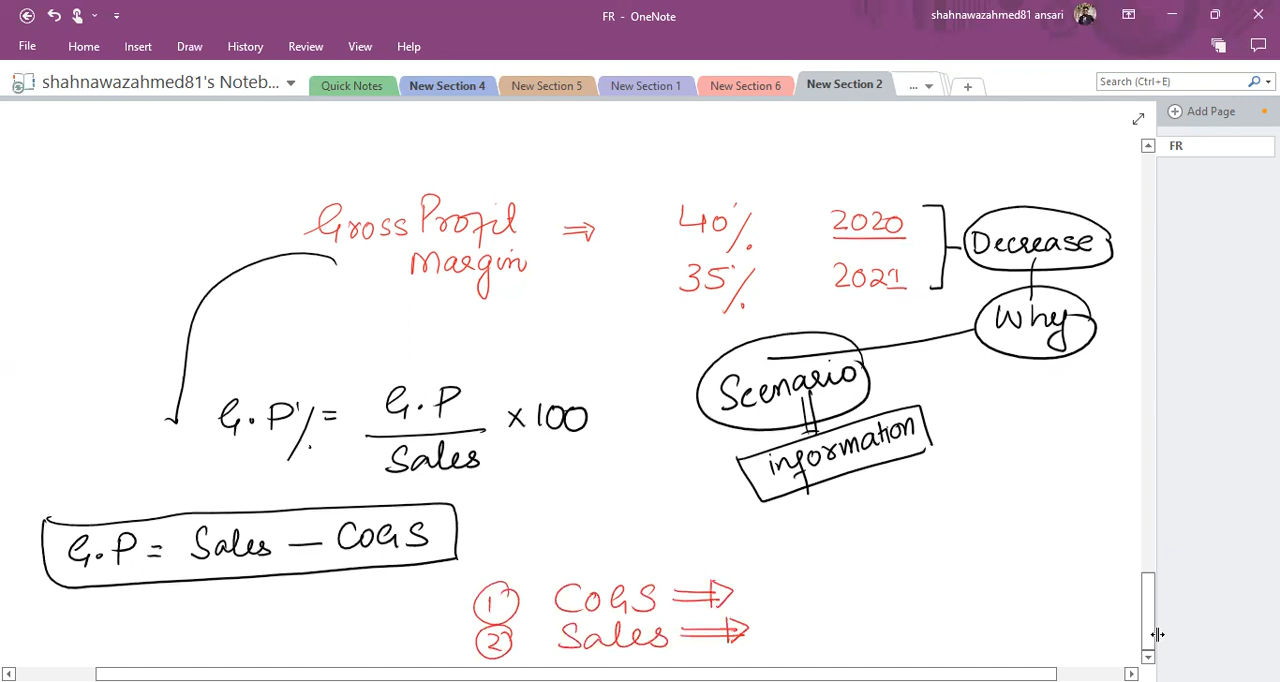 FR - OneNote
shahnawazahmed81 ansari
File Home Insert Draw History Review View Help
shahnawazahmed81's Noteb... Quick Notes New Section 4 New Section 5 New Section 1 New Section 6 New Section 2 ... + Search (Ctrl+E)
Add Page
FR
Gross Profit ⇒ 40% 2020
Margin 35% 2021
Decrease
Why
Scenario
information
G.P% = G.P / Sales × 100
G.P = Sales — COGS
1 COGS ⇒
2 Sales ⇒